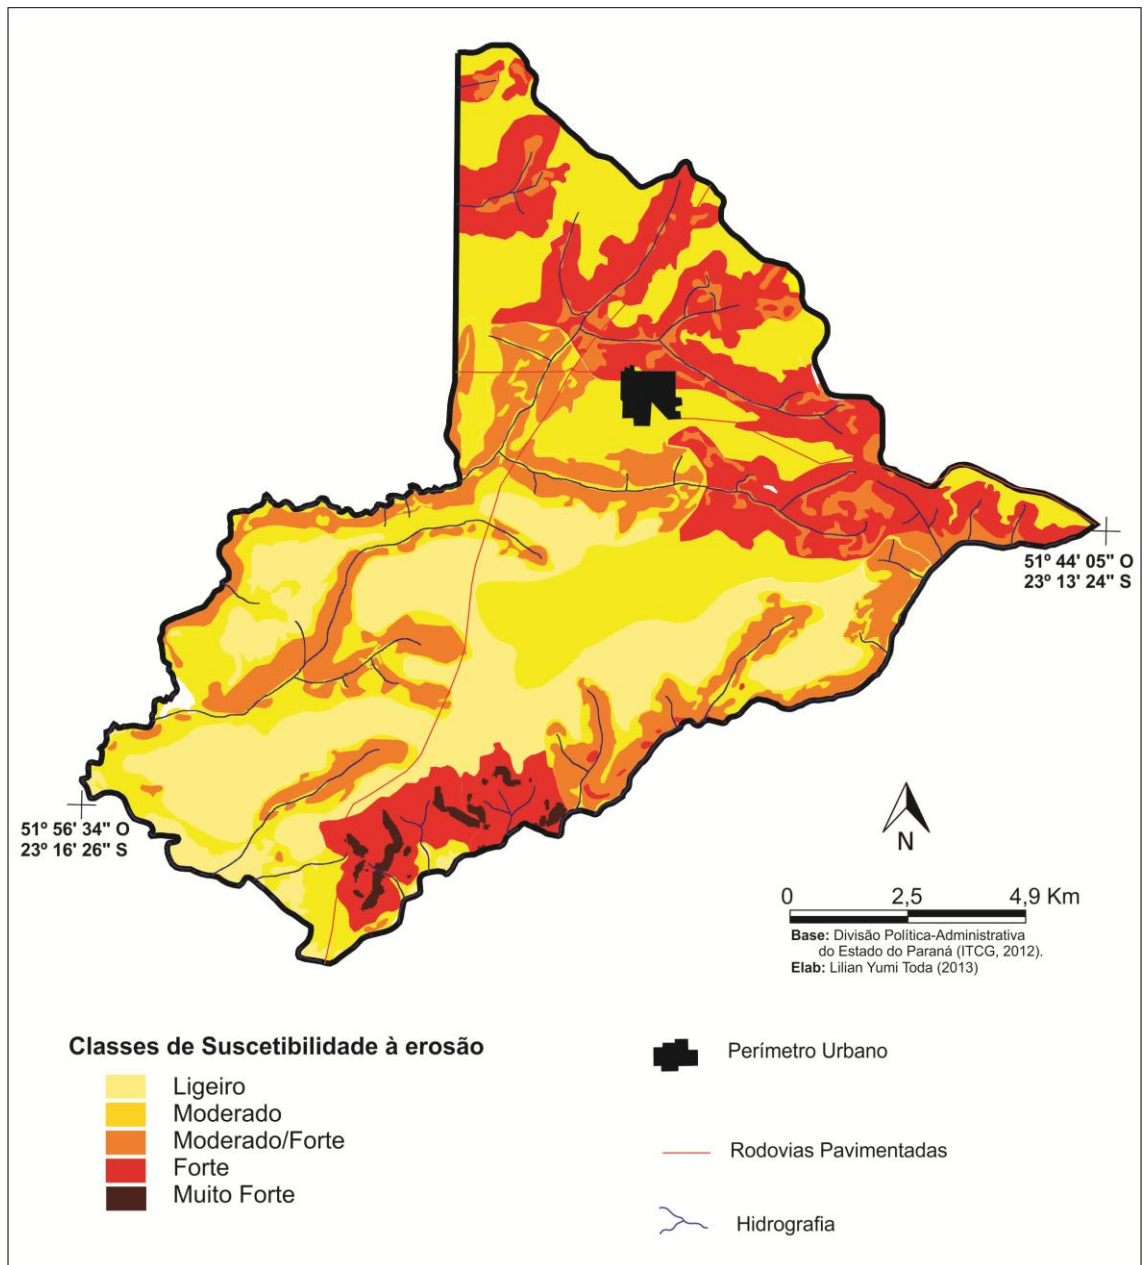 51º 44' 05" O
23º 13' 24" S
51º 56' 34" O
23º 16' 26" S
N
0 2,5 4,9 Km
Base: Divisão Política-Administrativa
do Estado do Paraná (ITCG, 2012).
Elab: Lilian Yumi Toda (2013)
Classes de Suscetibilidade à erosão
Ligeiro
Moderado
Moderado/Forte
Forte
Muito Forte
Perímetro Urbano
Rodovias Pavimentadas
Hidrografia